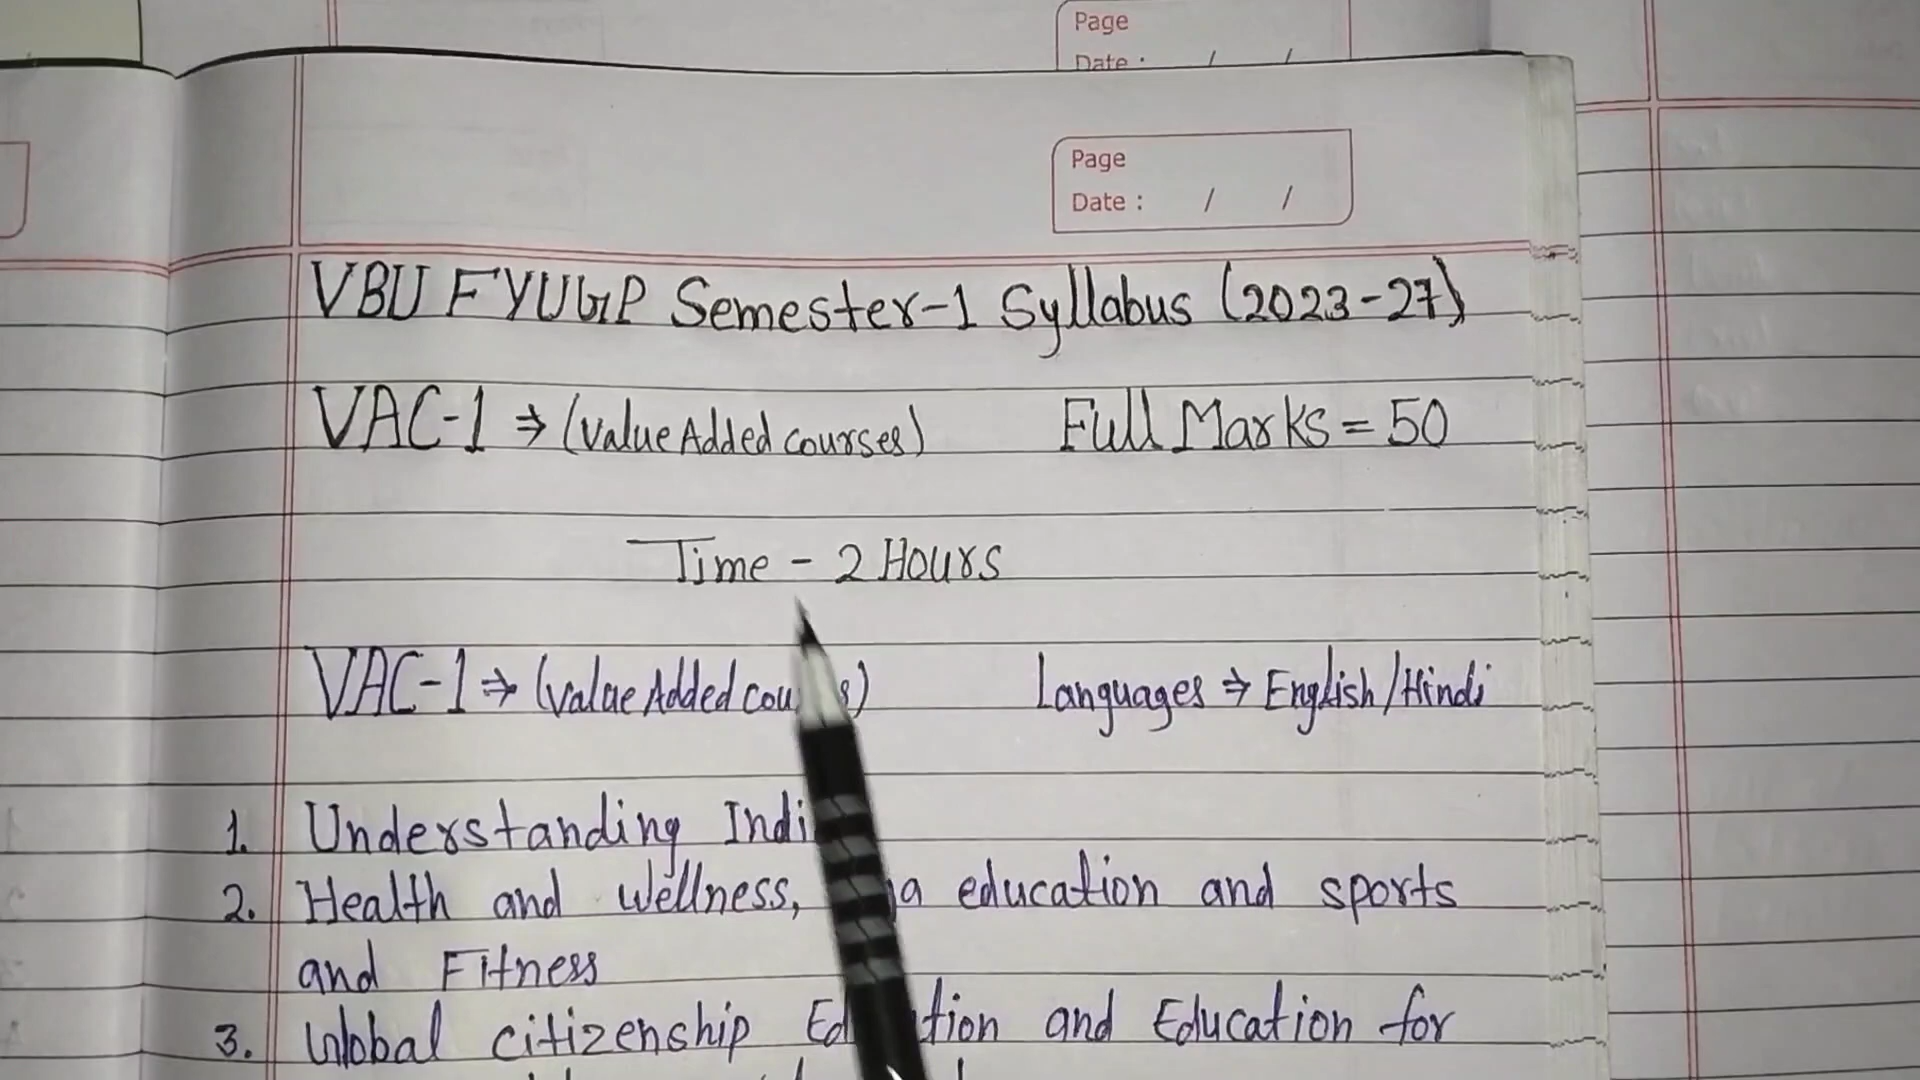 Page
Date : / /
Page
Date : / /
VBU FYUGP Semester-1 Syllabus (2023-27)
VAC-1 ⇒ (Value Added courses) Full Marks = 50
Time - 2 Hours
VAC-1 ⇒ (Value Added cou s) Languages ⇒ English/Hindi
1. Understanding Indi
2. Health and wellness, a education and sports
and Fitness
3. Global citizenship Ed tion and Education for